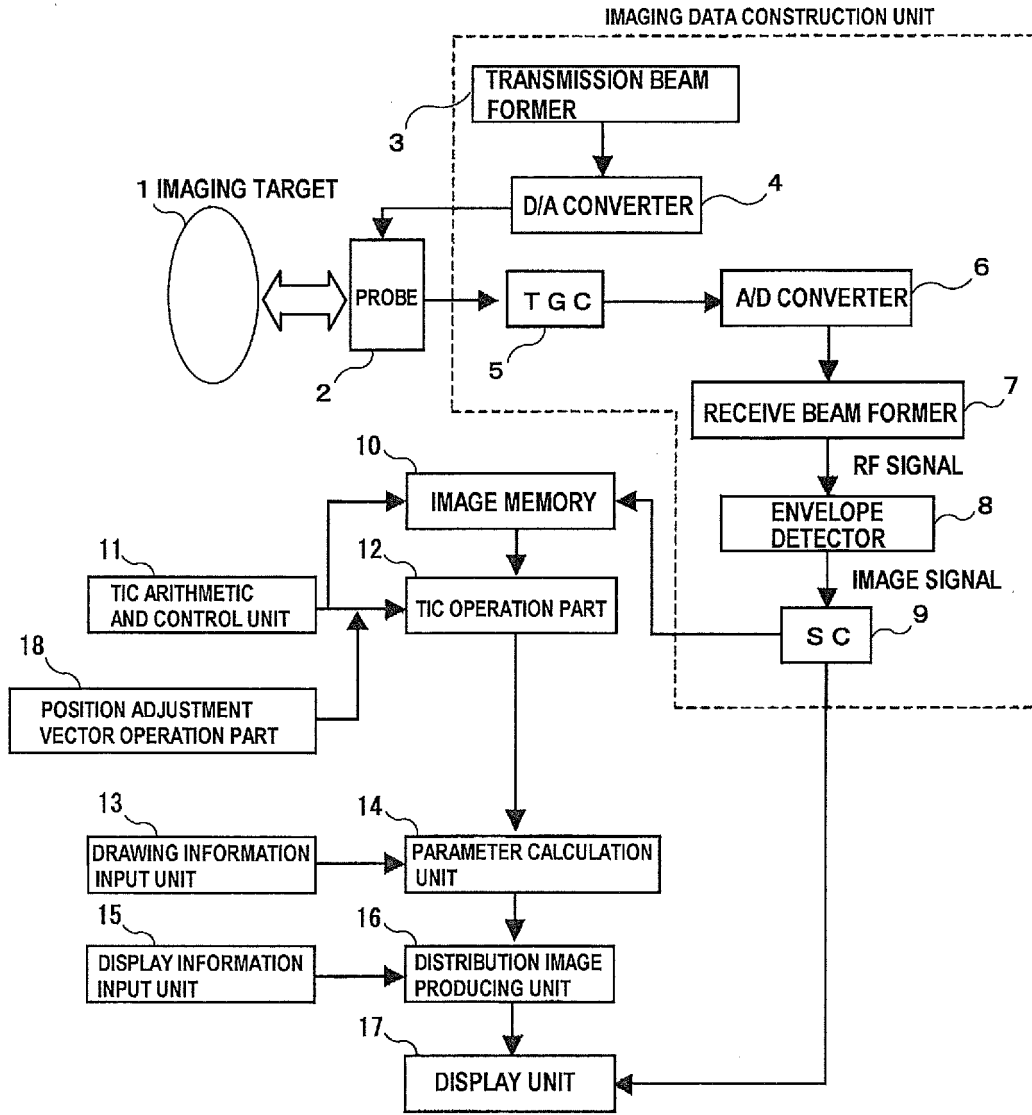 IMAGING DATA CONSTRUCTION UNIT
TRANSMISSION BEAM
FORMER
3
4
D/A CONVERTER
1 IMAGING TARGET
PROBE
2
T G C
5
6
A/D CONVERTER
7
RECEIVE BEAM FORMER
RF SIGNAL
8
ENVELOPE
DETECTOR
IMAGE SIGNAL
S C
9
10
IMAGE MEMORY
11
TIC ARITHMETIC
AND CONTROL UNIT
12
TIC OPERATION PART
18
POSITION ADJUSTMENT
VECTOR OPERATION PART
13
DRAWING INFORMATION
INPUT UNIT
14
PARAMETER CALCULATION
UNIT
15
DISPLAY INFORMATION
INPUT UNIT
16
DISTRIBUTION IMAGE
PRODUCING UNIT
17
DISPLAY UNIT